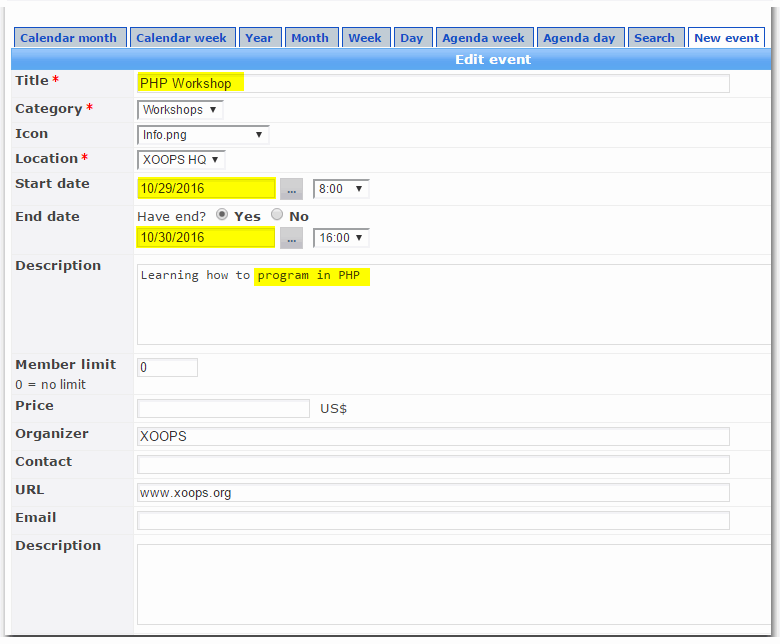 Calendar month Calendar week Year Month Week Day Agenda week Agenda day Search New event
Edit event
Title * PHP Workshop
Category * Workshops ▼
Icon Info.png ▼
Location * XOOPS HQ ▼
Start date 10/29/2016 ... 8:00 ▼
End date Have end? Yes No
10/30/2016 ... 16:00 ▼
Description
Learning how to program in PHP
Member limit 0
0 = no limit
Price US$
Organizer XOOPS
Contact
URL www.xoops.org
Email
Description